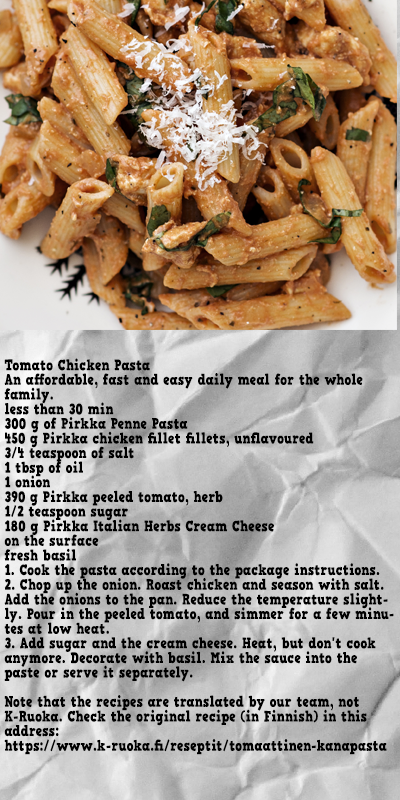 Tomato Chicken Pasta
An affordable, fast and easy daily meal for the whole
family.
less than 30 min
300 g of Pirkka Penne Pasta
450 g Pirkka chicken fillet fillets, unflavoured
3/4 teaspoon of salt
1 tbsp of oil
1 onion
390 g Pirkka peeled tomato, herb
1/2 teaspoon sugar
180 g Pirkka Italian Herbs Cream Cheese
on the surface
fresh basil
1. Cook the pasta according to the package instructions.
2. Chop up the onion. Roast chicken and season with salt.
Add the onions to the pan. Reduce the temperature slight-
ly. Pour in the peeled tomato, and simmer for a few minu-
tes at low heat.
3. Add sugar and the cream cheese. Heat, but don't cook
anymore. Decorate with basil. Mix the sauce into the
paste or serve it separately.
Note that the recipes are translated by our team, not
K-Ruoka. Check the original recipe (in Finnish) in this
address:
https://www.k-ruoka.fi/reseptit/tomaattinen-kanapasta